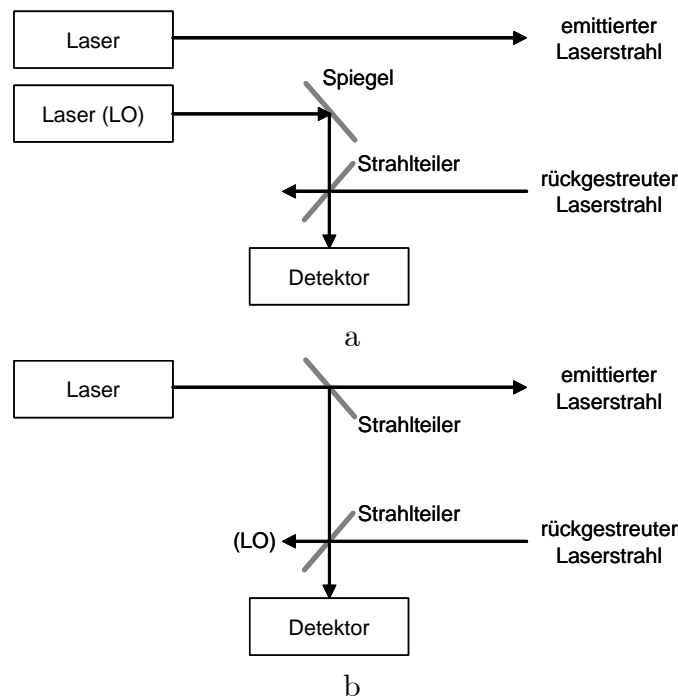 Laser
emittierter
Laserstrahl
Spiegel
Laser (LO)
Strahlteiler
rückgestreuter
Laserstrahl
Detektor
a
Laser
emittierter
Laserstrahl
Strahlteiler
Strahlteiler
(LO)
rückgestreuter
Laserstrahl
Detektor
b